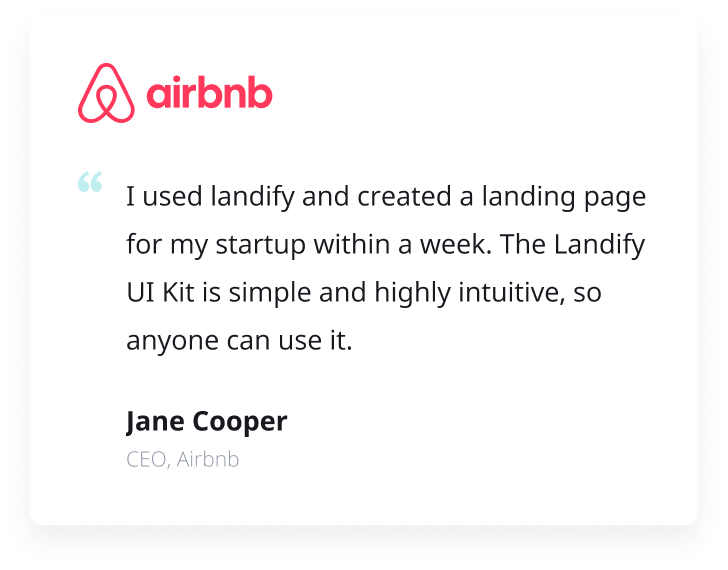 airbnb
“
I used landify and created a landing page
for my startup within a week. The Landify
UI Kit is simple and highly intuitive, so
anyone can use it.
Jane Cooper
CEO, Airbnb